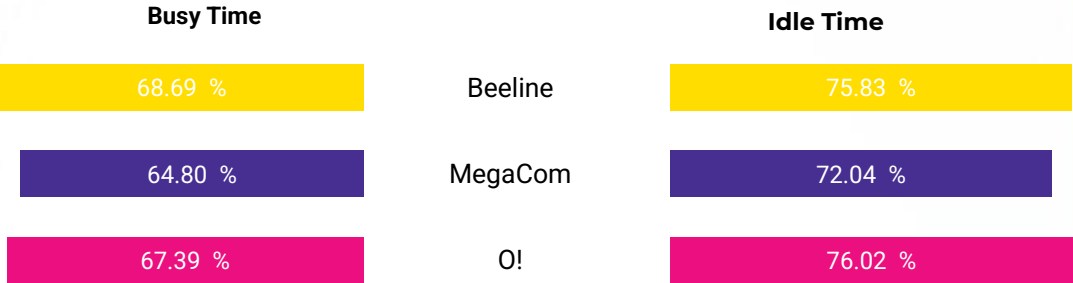 Busy Time
Idle Time
68.69 %
Beeline
75.83 %
64.80 %
MegaCom
72.04 %
67.39 %
O!
76.02 %